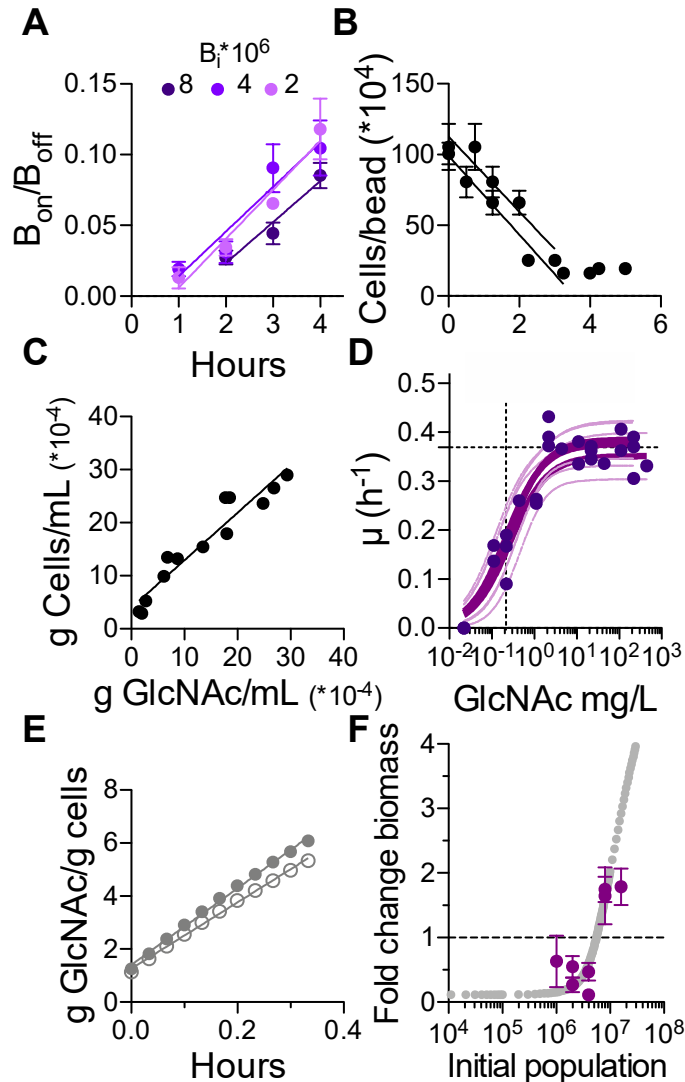 A
B_i*10^6
8 4 2
B_on/B_off
0.15
0.10
0.05
0.00
0 1 2 3 4
Hours
B
Cells/bead (*10^4)
150
100
50
0
0 2 4 6
C
g Cells/mL (*10^-4)
40
30
20
10
0
0 10 20 30 40
g GlcNAc/mL (*10^-4)
D
μ (h^-1)
0.5
0.4
0.3
0.2
0.1
0.0
10^-2 10^-1 10^0 10^1 10^2
GlcNAc mg/L
E
g GlcNAc/g cells
8
6
4
2
0
0.0 0.2 0.4
Hours
F
Fold change biomass
4
3
2
1
0
10^4 10^5 10^6 10^7 10^8
Initial population